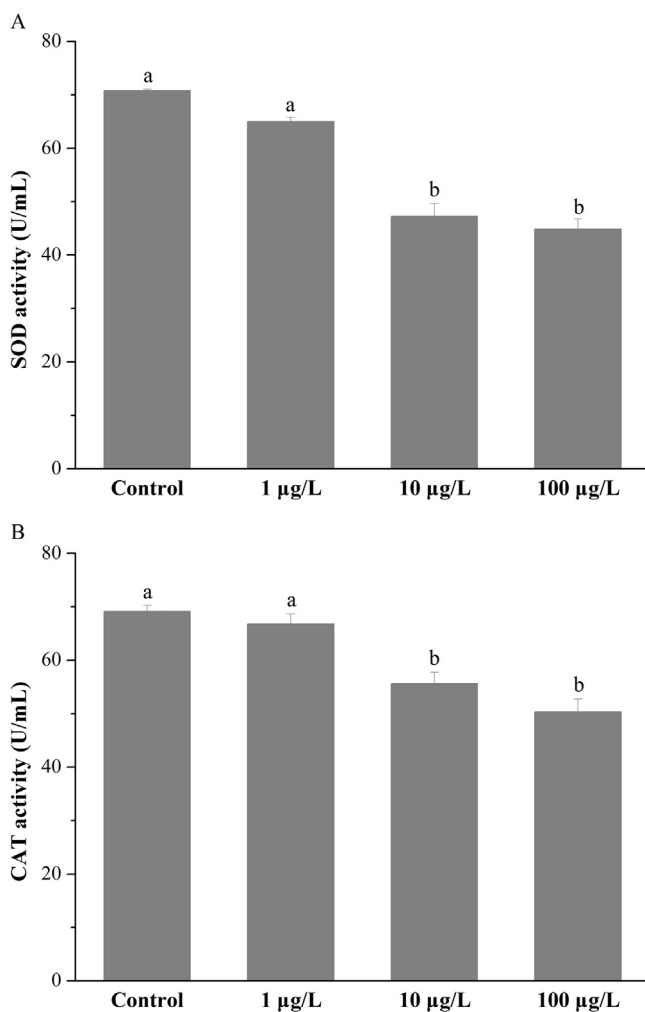 A
80
60
40
20
0
SOD activity (U/mL)
a
a
b
b
Control 1 µg/L 10 µg/L 100 µg/L
B
80
60
40
20
0
CAT activity (U/mL)
a
a
b
b
Control 1 µg/L 10 µg/L 100 µg/L